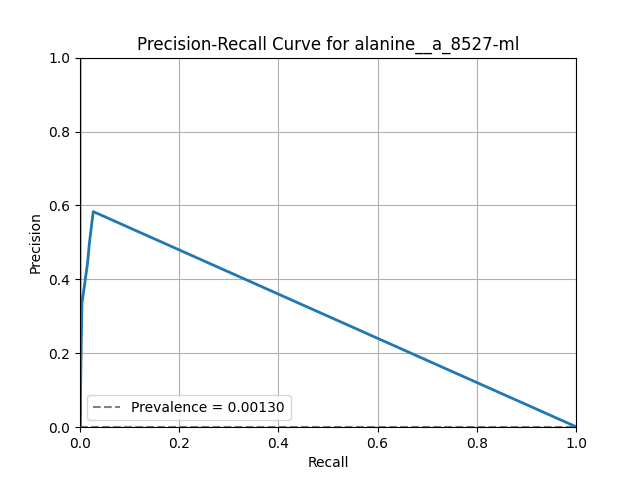 Precision-Recall Curve for alanine__a_8527-ml
1.0
0.8
0.6
0.4
0.2
0.0
Precision
Prevalence = 0.00130
0.0 0.2 0.4 0.6 0.8 1.0
Recall